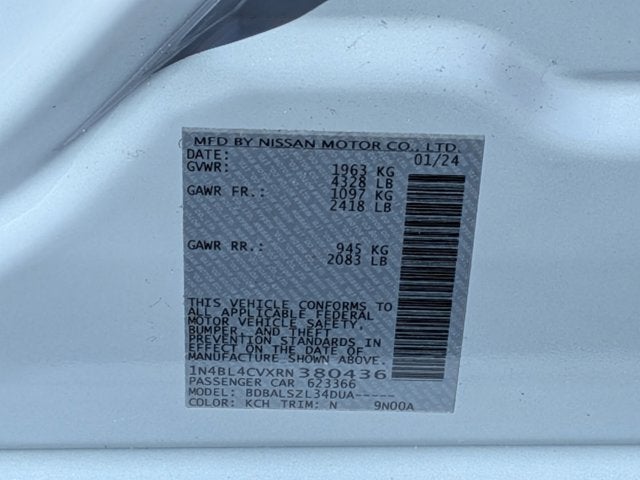 MFD BY NISSAN MOTOR CO., LTD.
DATE: 01/24
GVWR: 1963 KG
4328 LB
GAWR FR.: 1097 KG
2418 LB
GAWR RR.: 945 KG
2083 LB
THIS VEHICLE CONFORMS TO
ALL APPLICABLE FEDERAL
MOTOR VEHICLE SAFETY,
BUMPER, AND THEFT
PREVENTION STANDARDS IN
EFFECT ON THE DATE OF
MANUFACTURE SHOWN ABOVE.
1N4BL4CVXRN380436
PASSENGER CAR 623366
MODEL: BDBALSZL34DUA-----
COLOR: KCH TRIM: N 9N00A